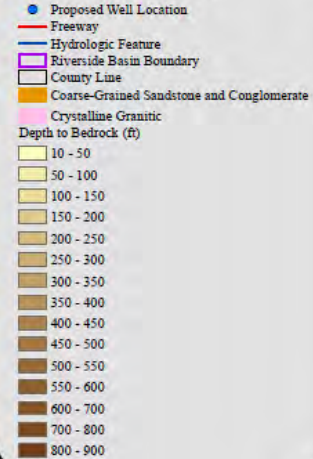 Proposed Well Location
Freeway
Hydrologic Feature
Riverside Basin Boundary
County Line
Coarse-Grained Sandstone and Conglomerate
Crystalline Granitic
Depth to Bedrock (ft)
10 - 50
50 - 100
100 - 150
150 - 200
200 - 250
250 - 300
300 - 350
350 - 400
400 - 450
450 - 500
500 - 550
550 - 600
600 - 700
700 - 800
800 - 900